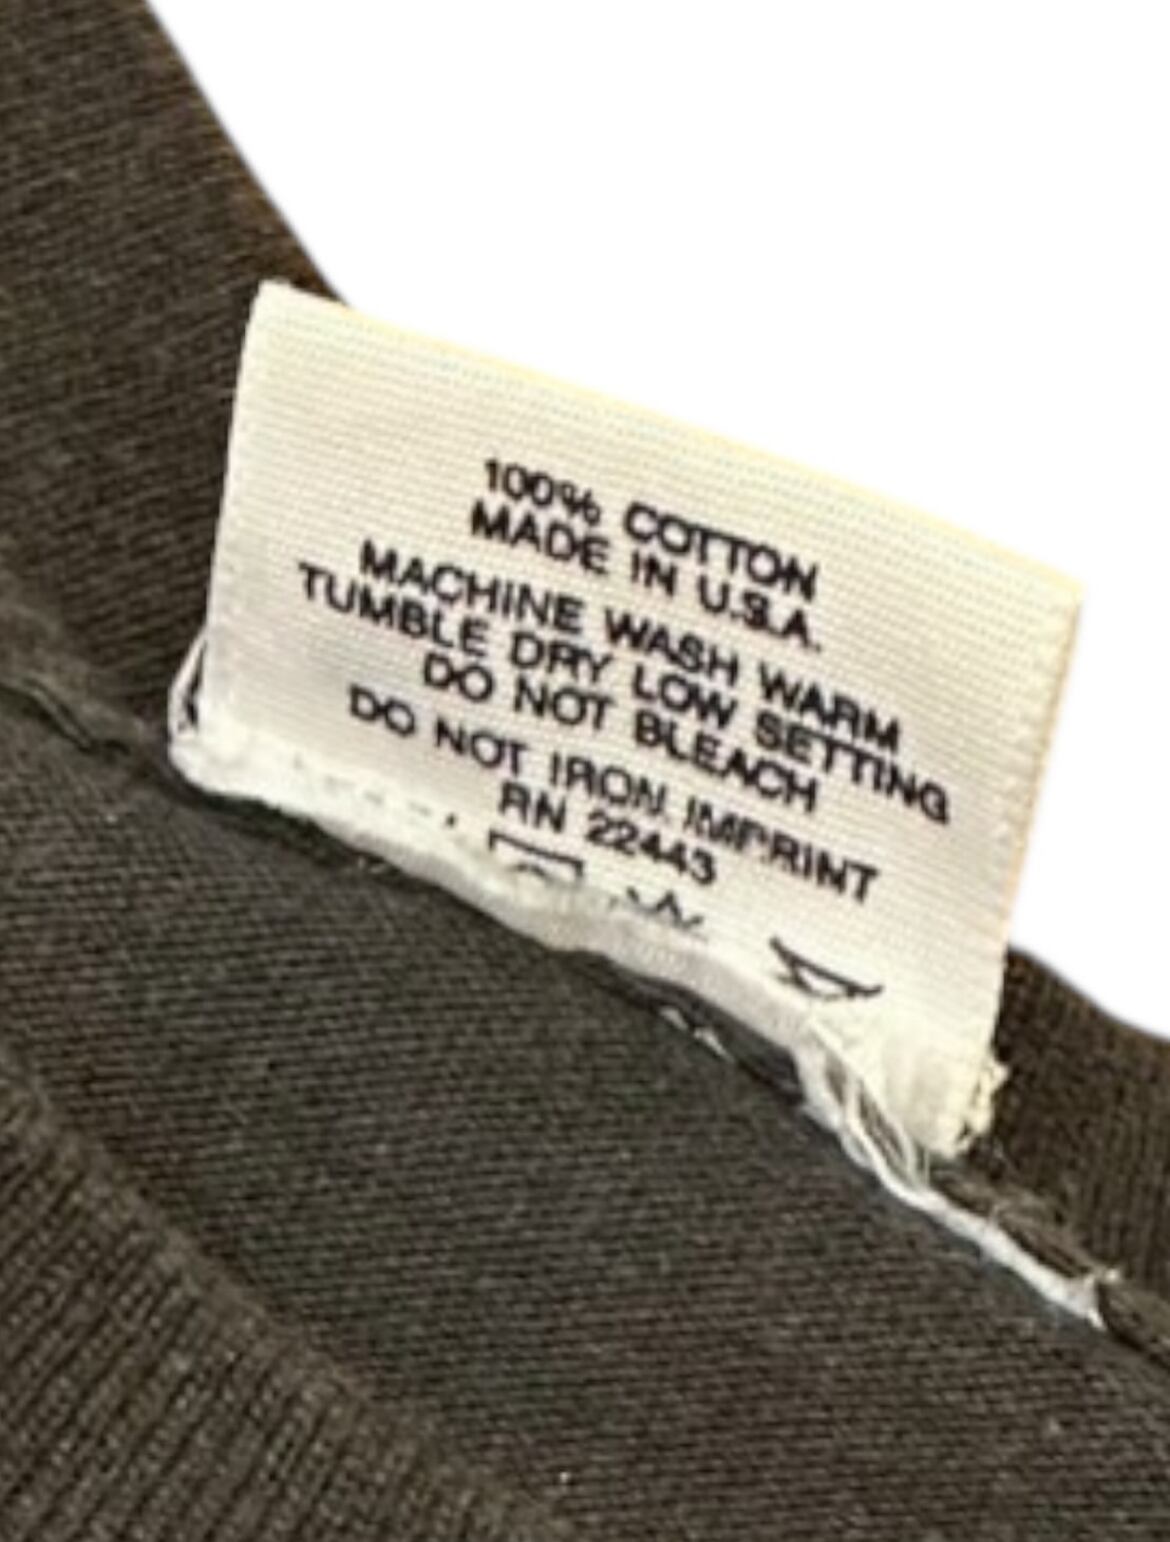 100% COTTON
MADE IN U.S.A.
MACHINE WASH WARM
TUMBLE DRY LOW SETTING
DO NOT BLEACH
DO NOT IRON IMPRINT
RN 22443